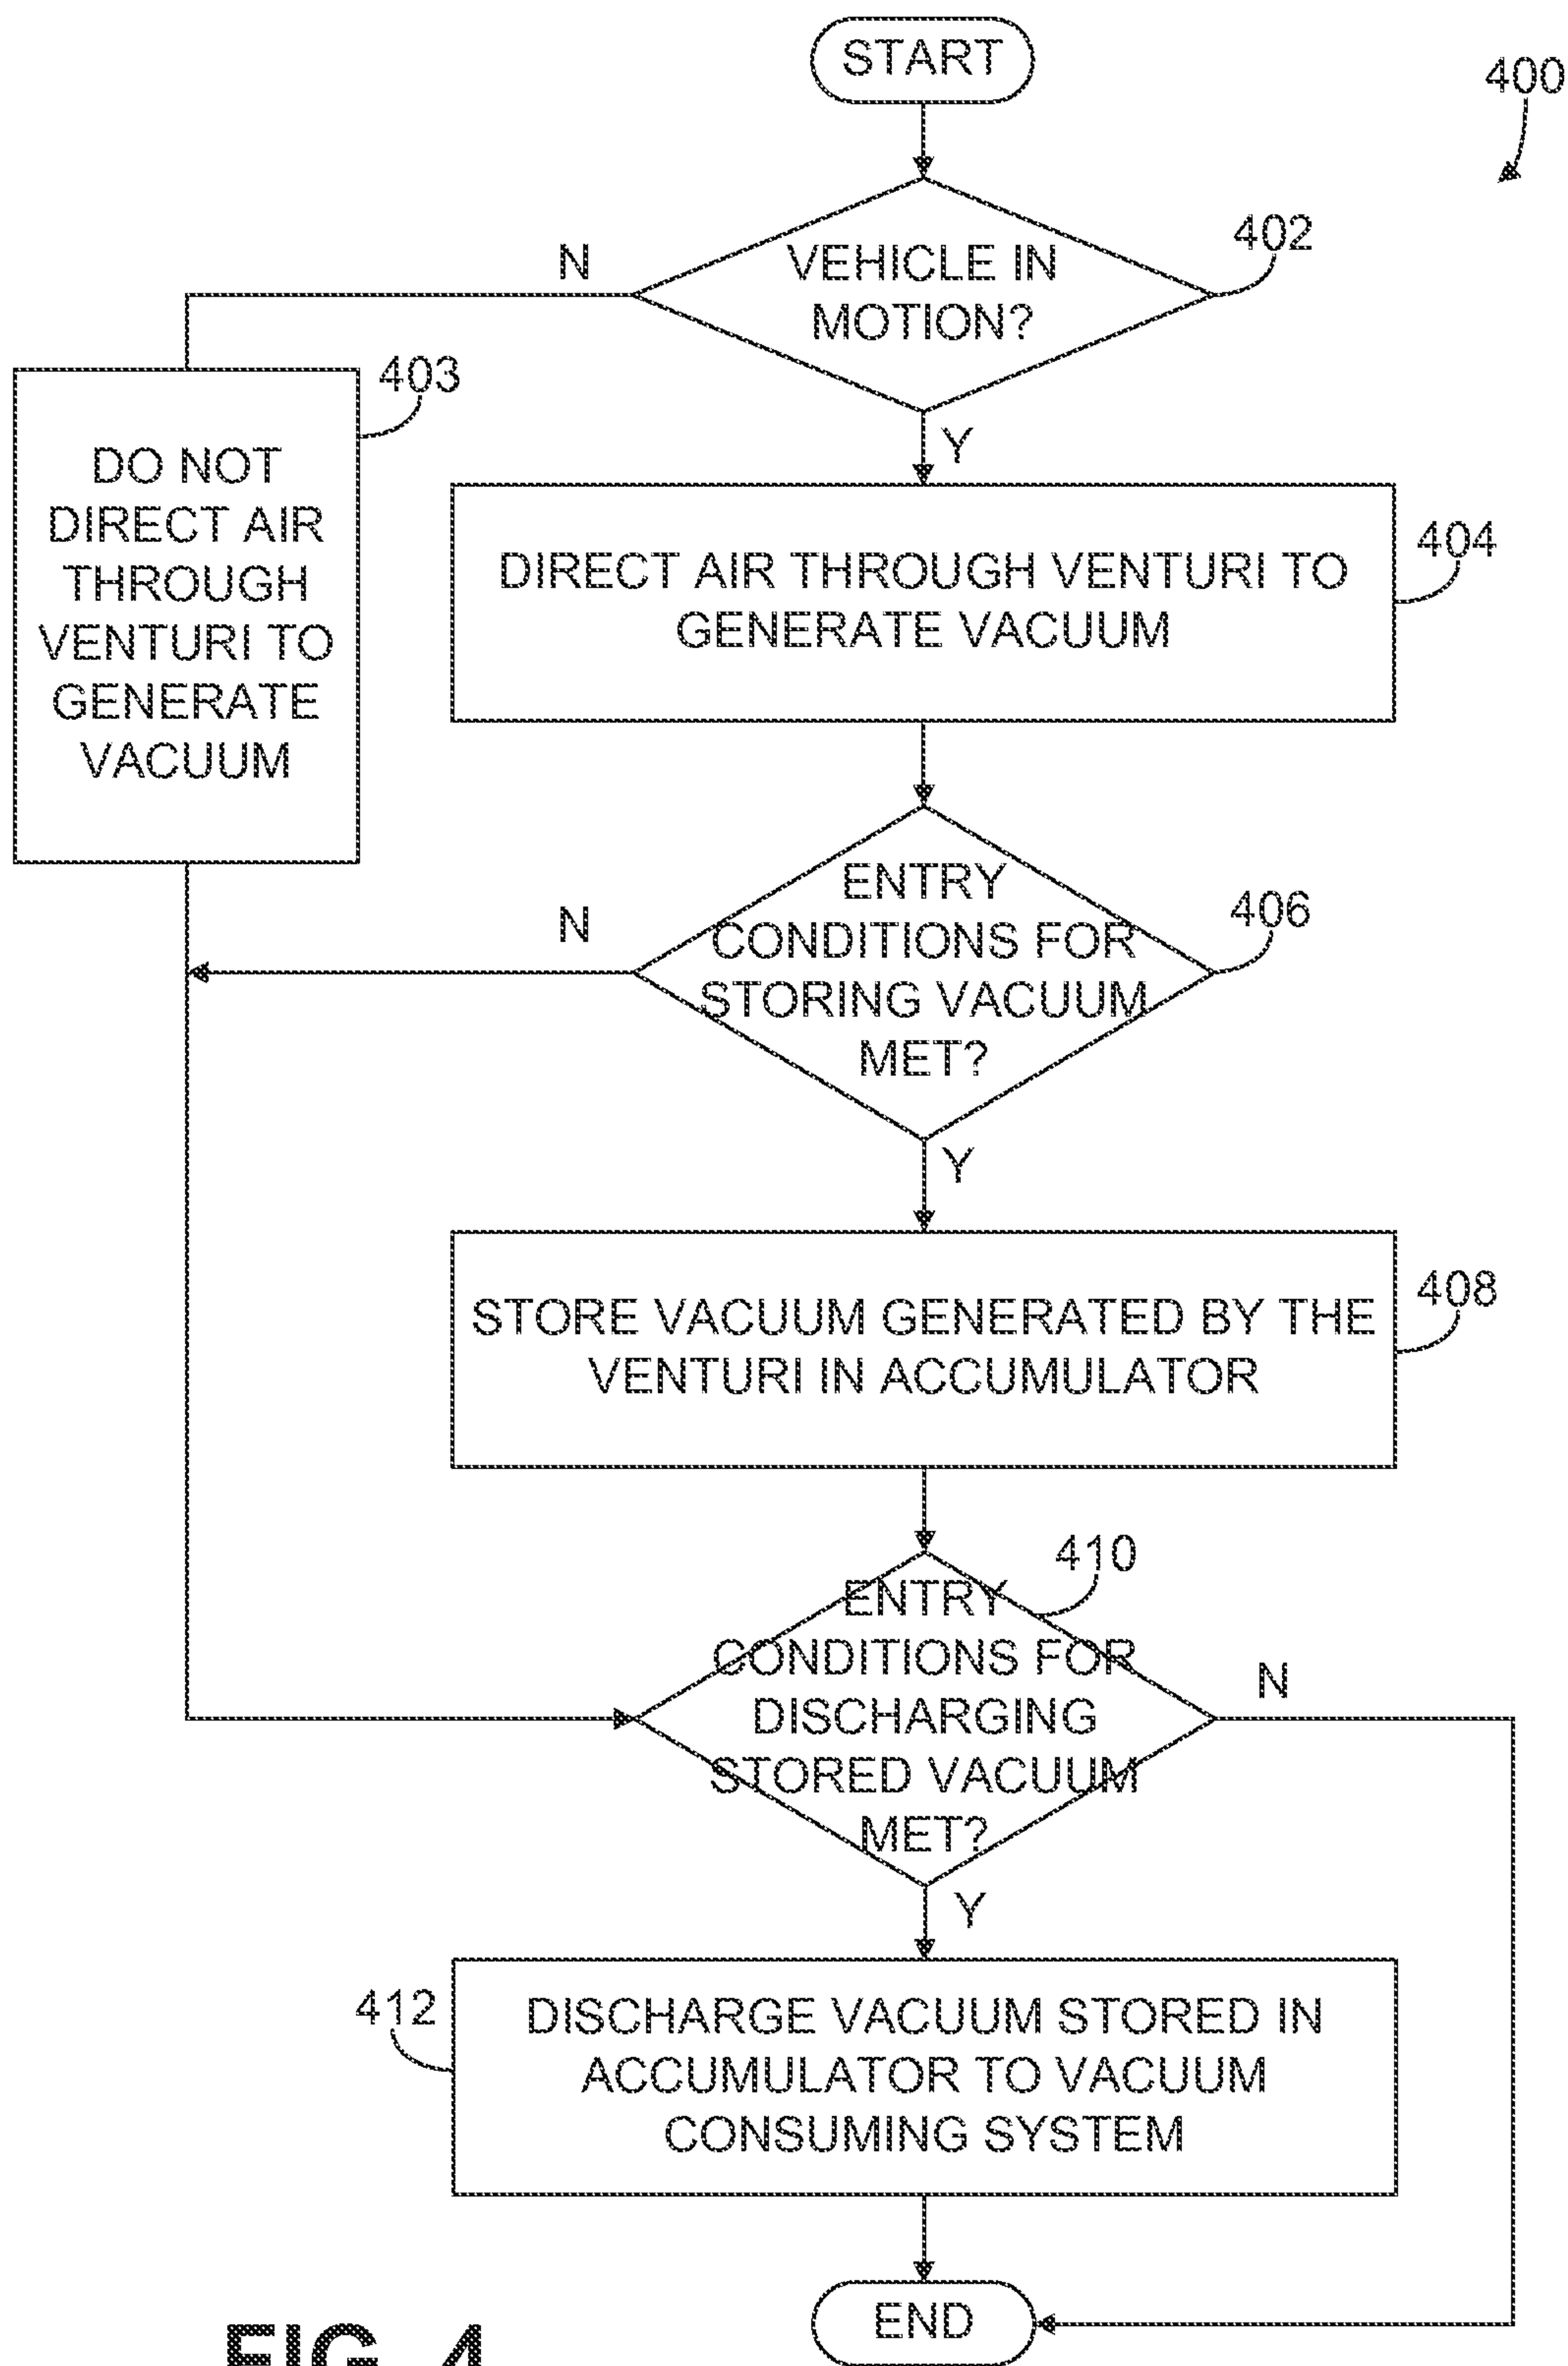 START
400
N
VEHICLE IN
MOTION?
402
403
Y
DO NOT
DIRECT AIR
THROUGH
VENTURI TO
GENERATE
VACUUM
DIRECT AIR THROUGH VENTURI TO
GENERATE VACUUM
404
N
ENTRY
CONDITIONS FOR
STORING VACUUM
MET?
406
Y
STORE VACUUM GENERATED BY THE
VENTURI IN ACCUMULATOR
408
410
ENTRY
CONDITIONS FOR
DISCHARGING
STORED VACUUM
MET?
N
Y
412
DISCHARGE VACUUM STORED IN
ACCUMULATOR TO VACUUM
CONSUMING SYSTEM
END
FIG. 4